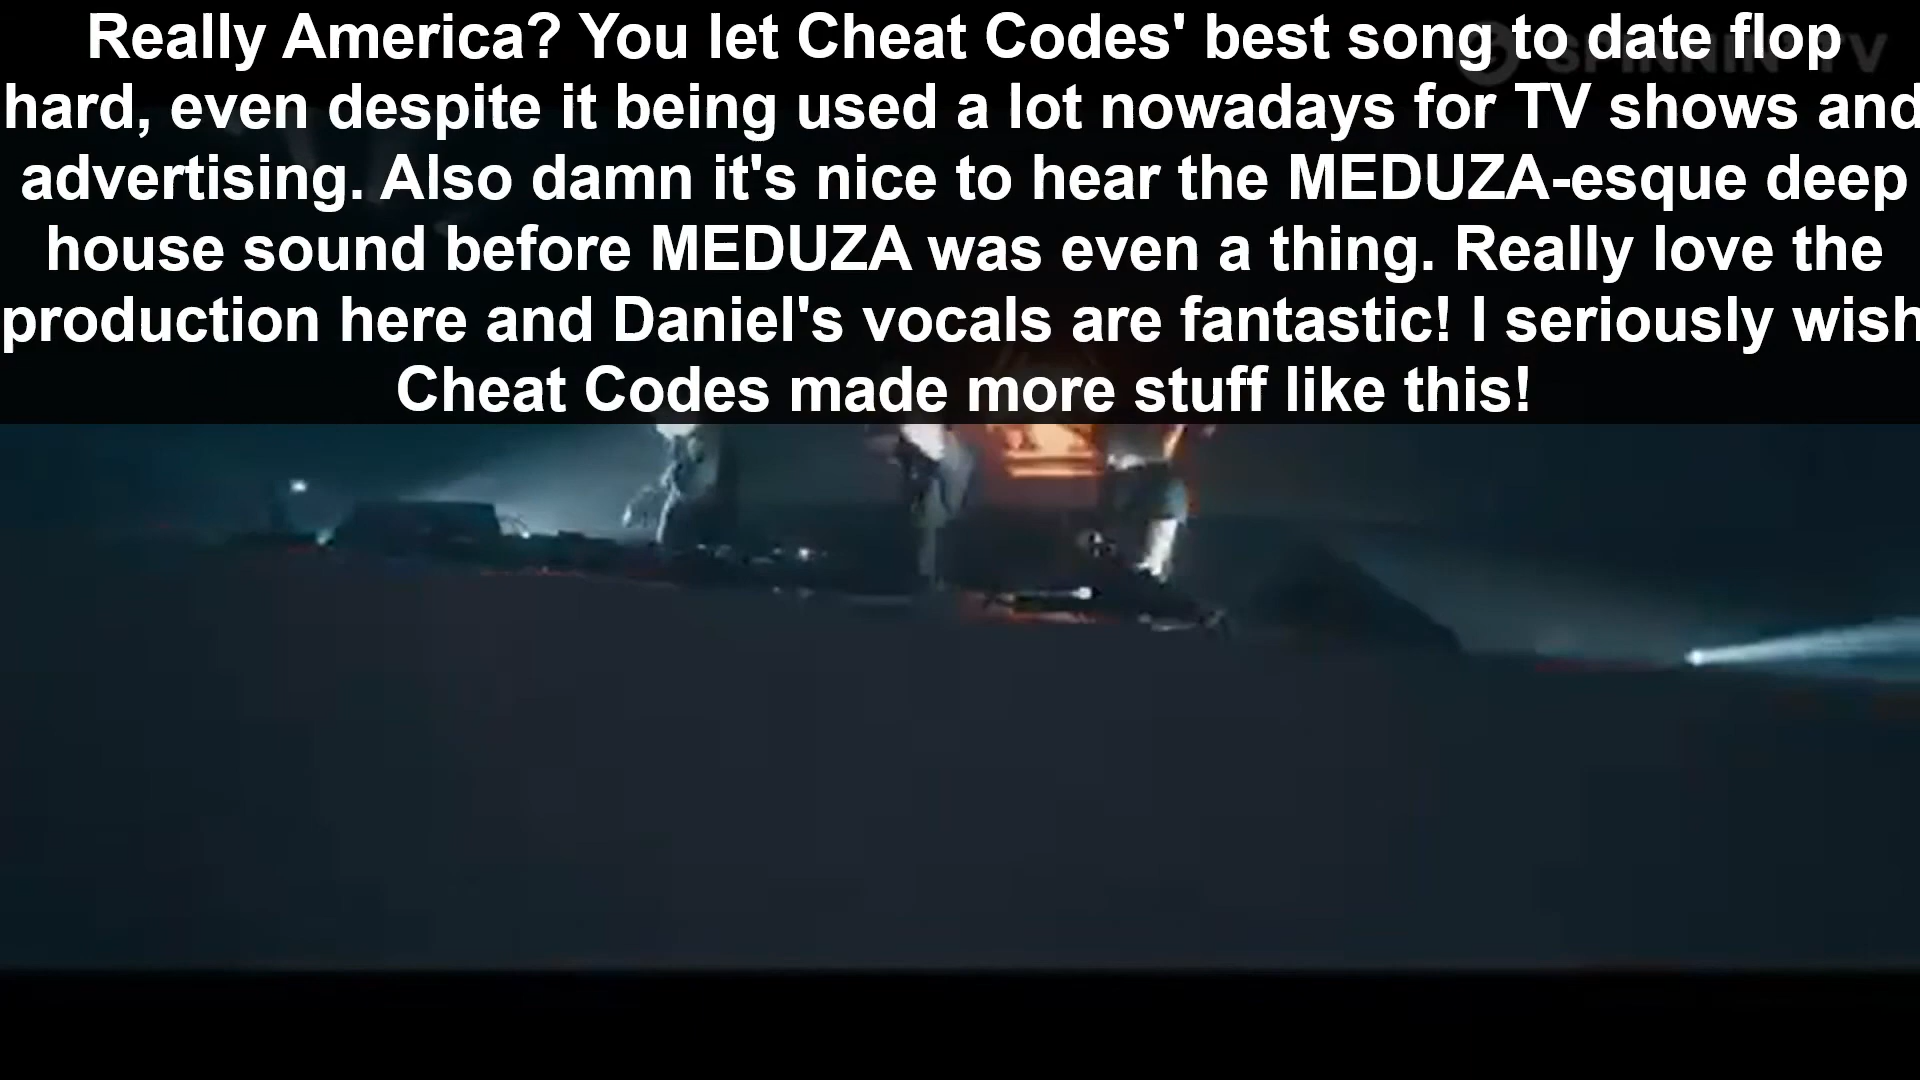 Really America? You let Cheat Codes' best song to date flop
hard, even despite it being used a lot nowadays for TV shows and
advertising. Also damn it's nice to hear the MEDUZA-esque deep
house sound before MEDUZA was even a thing. Really love the
production here and Daniel's vocals are fantastic! I seriously wish
Cheat Codes made more stuff like this!
SPINNIN' TV